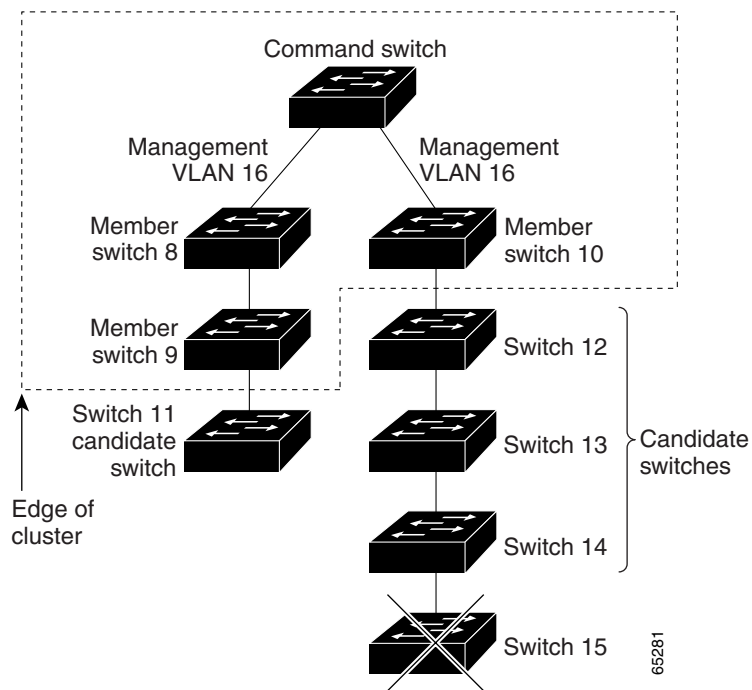 Command switch
Management
VLAN 16
Management
VLAN 16
Member
switch 8
Member
switch 10
Member
switch 9
Switch 12
Switch 11
candidate
switch
Switch 13
Candidate
switches
Edge of
cluster
Switch 14
Switch 15
65281